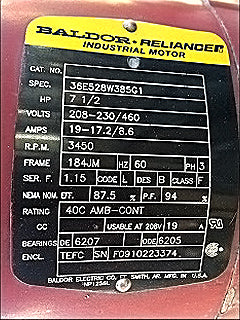 BALDOR·RELIANCE
INDUSTRIAL MOTOR
CAT. NO.
SPEC. 36E528W385G1
HP 7 1/2
VOLTS 208-230/460
AMPS 19-17.2/8.6
R.P.M. 3450
FRAME 184JM HZ 60 PH 3
SER. F. 1.15 CODE L DES B CLASS F
NEMA NOM. EFF. 87.5 % P.F. 94 %
RATING 40C AMB-CONT
CC USABLE AT 208V 19 A
BEARINGS DE 6207 ODE 6205
ENCL. TEFC SN F0910223374
BALDOR ELECTRIC CO. FT. SMITH, AR. MFG. IN U.S.A.
NP1256L